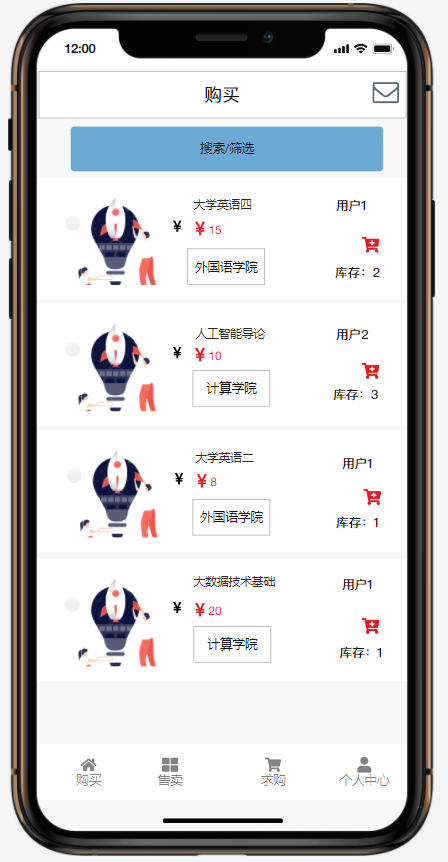 12:00
购买
搜索/筛选
大学英语四
用户1
¥
¥ 15
外国语学院
库存：2
人工智能导论
用户2
¥
¥ 10
计算学院
库存：3
大学英语二
用户1
¥
¥ 8
外国语学院
库存：1
大数据技术基础
用户1
¥
¥ 20
计算学院
库存：1
购买
售卖
求购
个人中心